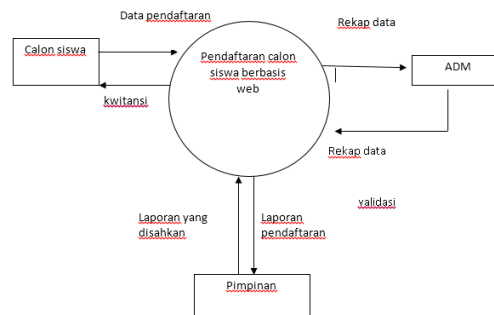 Data pendaftaran
Rekap data
Calon siswa
Pendaftaran calon
siswa berbasis
web
ADM
kwitansi
Rekap data
validasi
Laporan yang
disahkan
Laporan
pendaftaran
Pimpinan